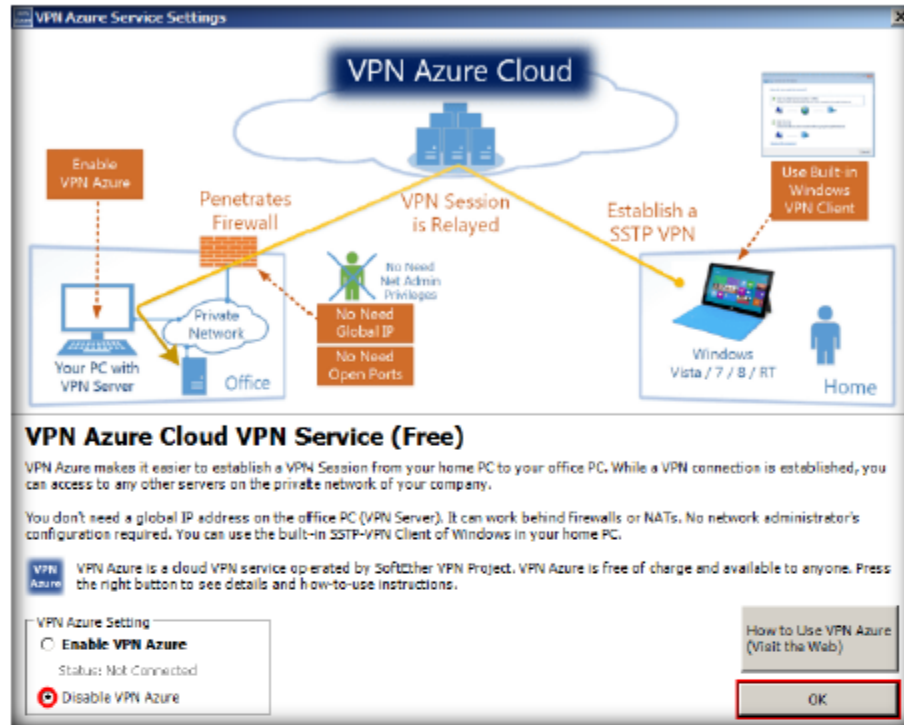 VPN Azure Service Settings
VPN Azure Cloud
Enable
VPN Azure
Penetrates
Firewall
VPN Session
is Relayed
Establish a
SSTP VPN
Use Built-in
Windows
VPN Client
No Need
Net Admin
Privileges
No Need
Global IP
No Need
Open Ports
Private
Network
Your PC with
VPN Server
Office
Windows
Vista / 7 / 8 / RT
Home
VPN Azure Cloud VPN Service (Free)
VPN Azure makes it easier to establish a VPN Session from your home PC to your office PC. While a VPN connection is established, you
can access to any other servers on the private network of your company.
You don't need a global IP address on the office PC (VPN Server). It can work behind firewalls or NATs. No network administrator's
configuration required. You can use the built-in SSTP-VPN Client of Windows in your home PC.
VPN
Azure
VPN Azure is a cloud VPN service operated by SoftEther VPN Project. VPN Azure is free of charge and available to anyone. Press
the right button to see details and how-to-use instructions.
VPN Azure Setting
Enable VPN Azure
Status: Not Connected
Disable VPN Azure
How to Use VPN Azure
(Visit the Web)
OK